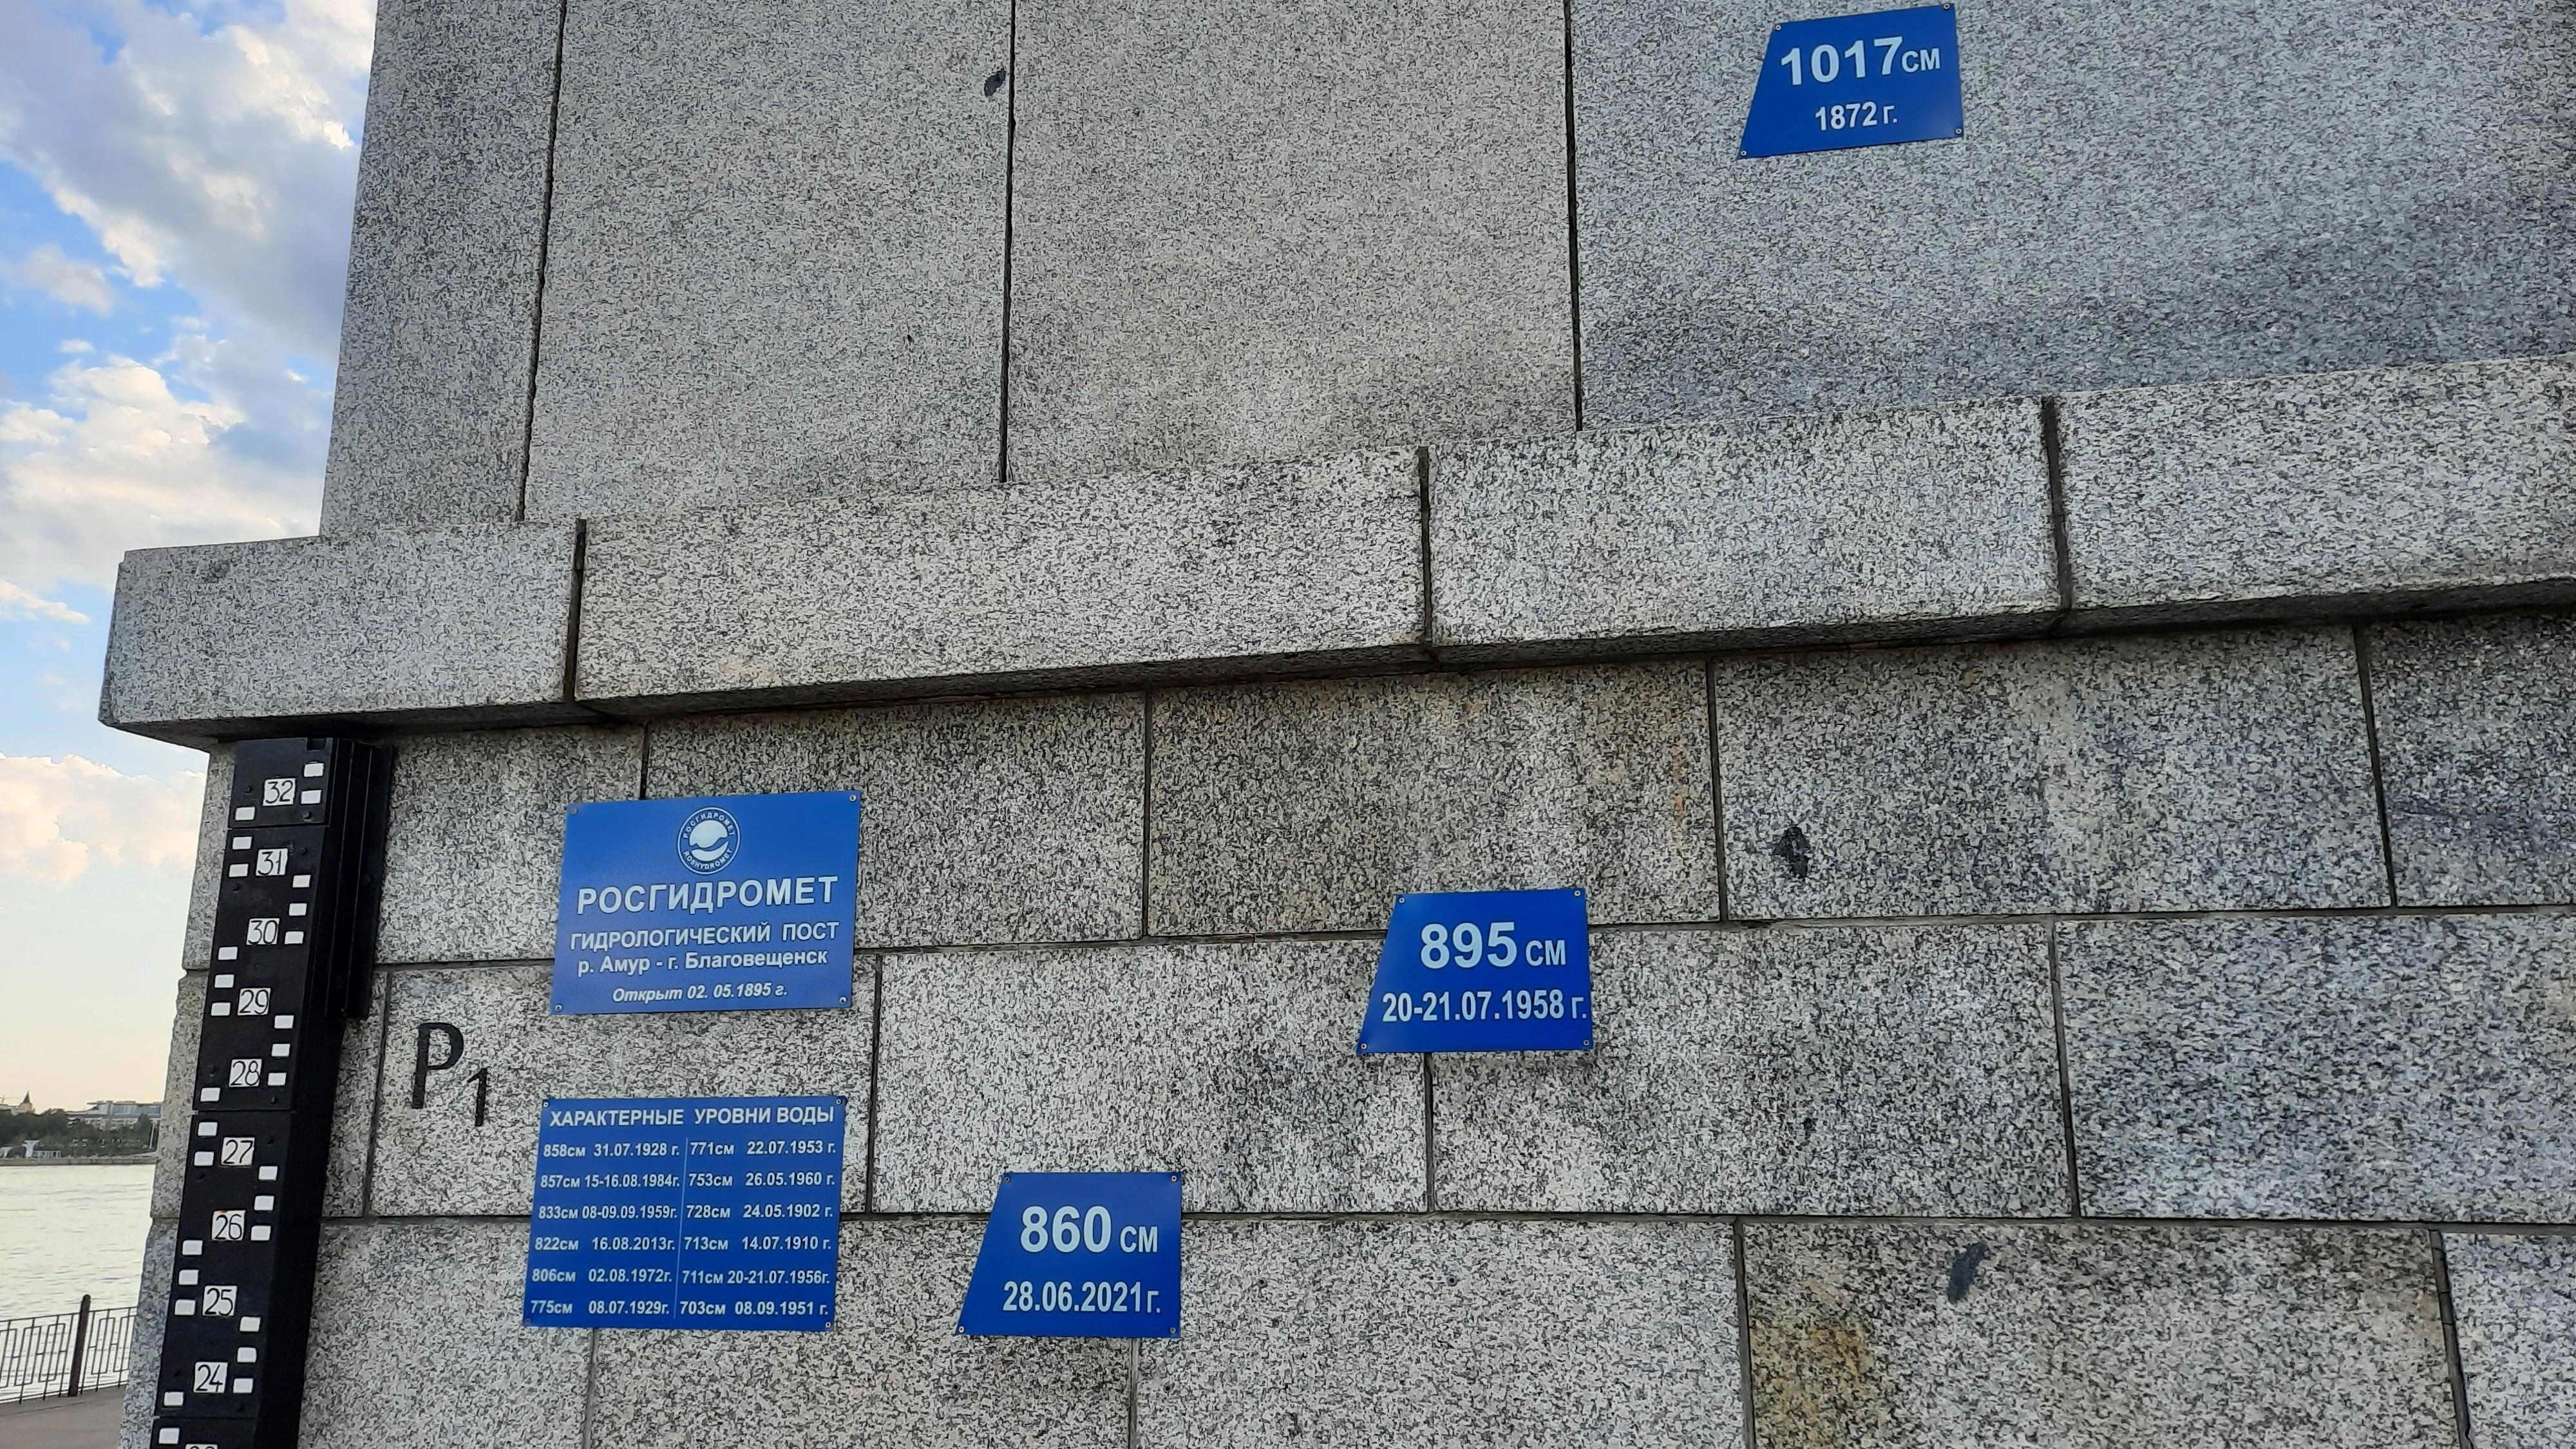 1017см
1872 г.
32
31
30
29
28
27
26
25
24
РОСГИДРОМЕТ
ROSHYDROMET
РОСГИДРОМЕТ
ГИДРОЛОГИЧЕСКИЙ ПОСТ
р. Амур - г. Благовещенск
Открыт 02. 05.1895 г.
895 см
20-21.07.1958 г.
P1
ХАРАКТЕРНЫЕ УРОВНИ ВОДЫ
858см 31.07.1928 г. 771см 22.07.1953 г.
857см 15-16.08.1984г. 753см 26.05.1960 г.
833см 08-09.09.1959г. 728см 24.05.1902 г.
822см 16.08.2013г. 713см 14.07.1910 г.
806см 02.08.1972г. 711см 20-21.07.1956г.
775см 08.07.1929г. 703см 08.09.1951 г.
860 см
28.06.2021г.